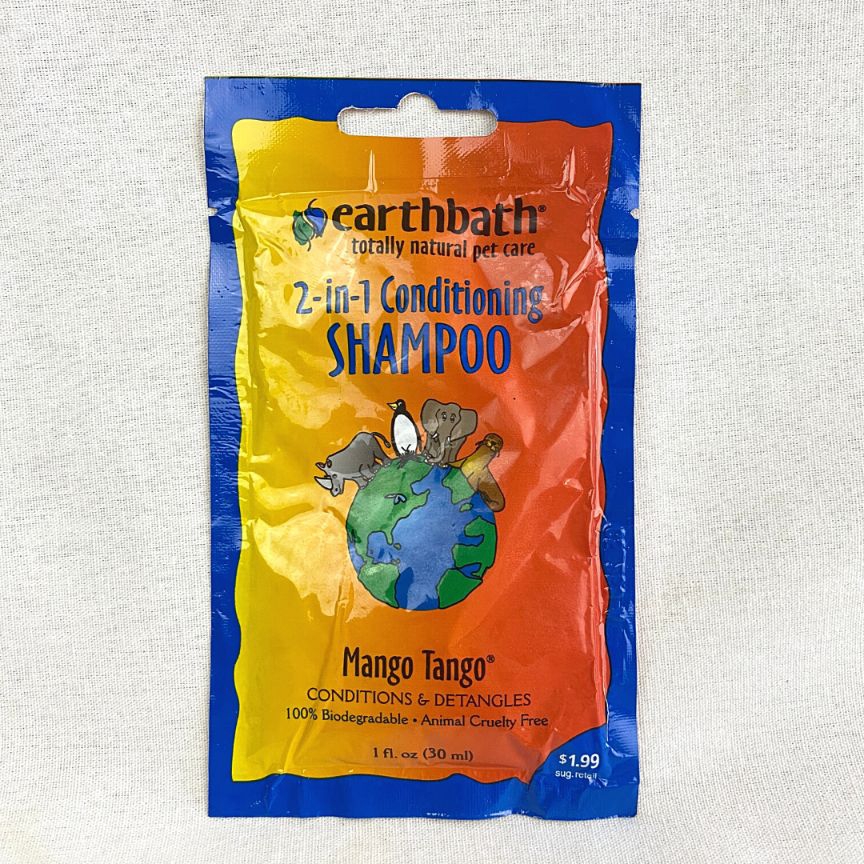 earthbath®
totally natural pet care
2-in-1 Conditioning
SHAMPOO
Mango Tango®
CONDITIONS & DETANGLES
100% Biodegradable • Animal Cruelty Free
1 fl. oz (30 ml)
$1.99
sug. retail